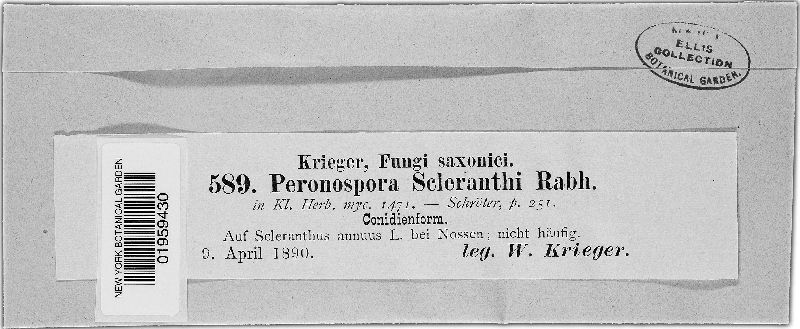 NEW YORK
ELLIS
COLLECTION
BOTANICAL GARDEN.
Krieger, Fungi saxonici.
589. Peronospora Scleranthi Rabh.
in Kl. Herb. myc. 1471. — Schröter, p. 251.
Conidienform.
Auf Scleranthus annuus L. bei Nossen; nicht häufig.
9. April 1890. leg. W. Krieger.
NEW YORK BOTANICAL GARDEN
01959430